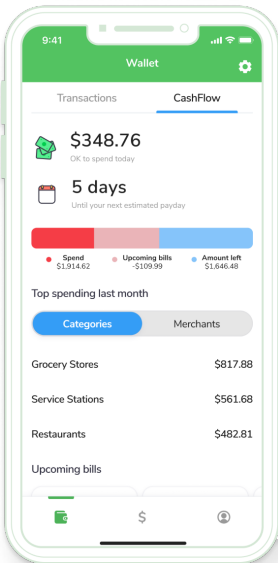 9:41
Wallet
Transactions CashFlow
$348.76
OK to spend today
5 days
Until your next estimated payday
Spend Upcoming bills Amount left
$1,914.62 -$109.99 $1,646.48
Top spending last month
Categories Merchants
Grocery Stores $817.88
Service Stations $561.68
Restaurants $482.81
Upcoming bills
$